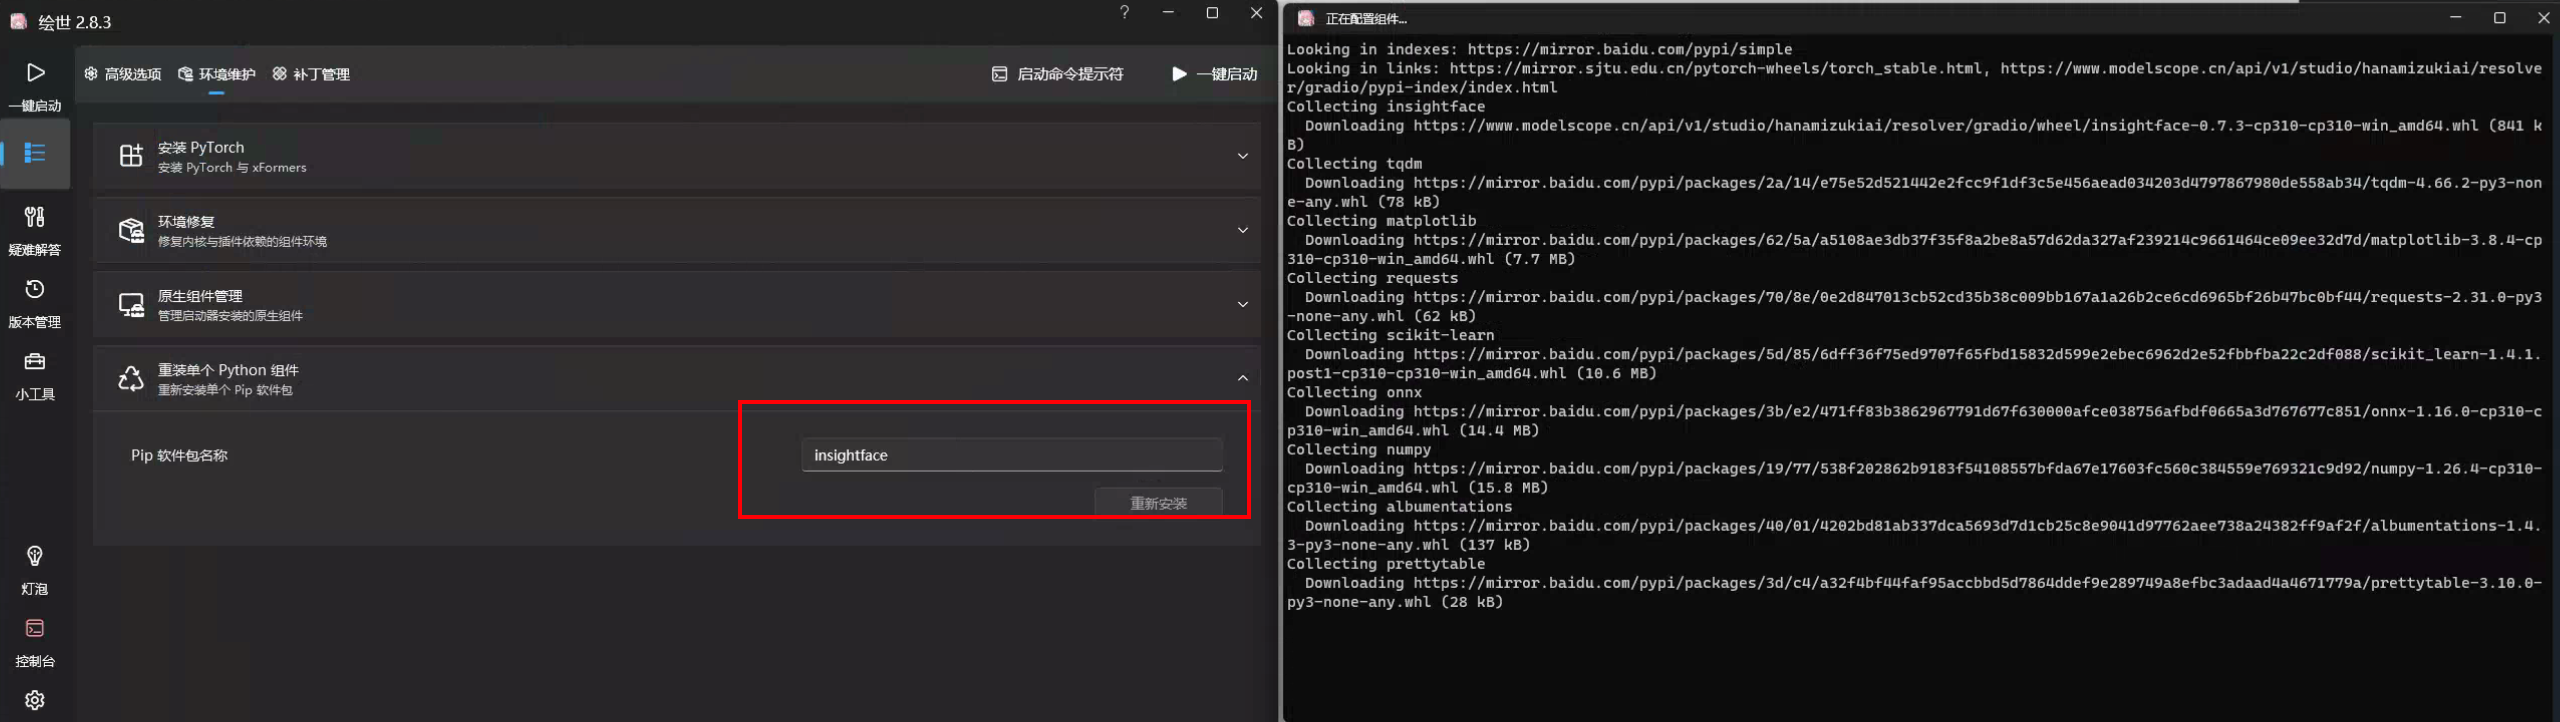 绘世 2.8.3
?
一键启动
疑难解答
版本管理
小工具
灯泡
控制台
高级选项 环境维护 补丁管理 启动命令提示符 一键启动
安装 PyTorch
安装 PyTorch 与 xFormers
环境修复
修复内核与插件依赖的组件环境
原生组件管理
管理启动器安装的原生组件
重装单个 Python 组件
重新安装单个 Pip 软件包
Pip 软件包名称 insightface
重新安装
正在配置组件...
Looking in indexes: https://mirror.baidu.com/pypi/simple
Looking in links: https://mirror.sjtu.edu.cn/pytorch-wheels/torch_stable.html, https://www.modelscope.cn/api/v1/studio/hanamizukiai/resolve
r/gradio/pypi-index/index.html
Collecting insightface
Downloading https://www.modelscope.cn/api/v1/studio/hanamizukiai/resolver/gradio/wheel/insightface-0.7.3-cp310-cp310-win_amd64.whl (841 k
B)
Collecting tqdm
Downloading https://mirror.baidu.com/pypi/packages/2a/14/e75e52d521442e2fcc9f1df3c5e456aead034203d4797867980de558ab34/tqdm-4.66.2-py3-non
e-any.whl (78 kB)
Collecting matplotlib
Downloading https://mirror.baidu.com/pypi/packages/62/5a/a5108ae3db37f35f8a2be8a57d62da327af239214c9661464ce09ee32d7d/matplotlib-3.8.4-cp
310-cp310-win_amd64.whl (7.7 MB)
Collecting requests
Downloading https://mirror.baidu.com/pypi/packages/70/8e/0e2d847013cb52cd35b38c009bb167a1a26b2ce6cd6965bf26b47bc0bf44/requests-2.31.0-py3
-none-any.whl (62 kB)
Collecting scikit-learn
Downloading https://mirror.baidu.com/pypi/packages/5d/85/6dff36f75ed9707f65fbd15832d599e2ebec6962d2e52fbbfba22c2df088/scikit_learn-1.4.1.
post1-cp310-cp310-win_amd64.whl (10.6 MB)
Collecting onnx
Downloading https://mirror.baidu.com/pypi/packages/3b/e2/471ff83b3862967791d67f630000afce038756afbdf0665a3d767677c851/onnx-1.16.0-cp310-c
p310-win_amd64.whl (14.4 MB)
Collecting numpy
Downloading https://mirror.baidu.com/pypi/packages/19/77/538f202862b9183f54108557bfda67e17603fc560c384559e769321c9d92/numpy-1.26.4-cp310-
cp310-win_amd64.whl (15.8 MB)
Collecting albumentations
Downloading https://mirror.baidu.com/pypi/packages/40/01/4202bd81ab337dca5693d7d1cb25c8e9041d97762aee738a24382ff9af2f/albumentations-1.4.
3-py3-none-any.whl (137 kB)
Collecting prettytable
Downloading https://mirror.baidu.com/pypi/packages/3d/c4/a32f4bf44faf95accbbd5d7864ddef9e289749a8efbc3adaad4a4671779a/prettytable-3.10.0-
py3-none-any.whl (28 kB)